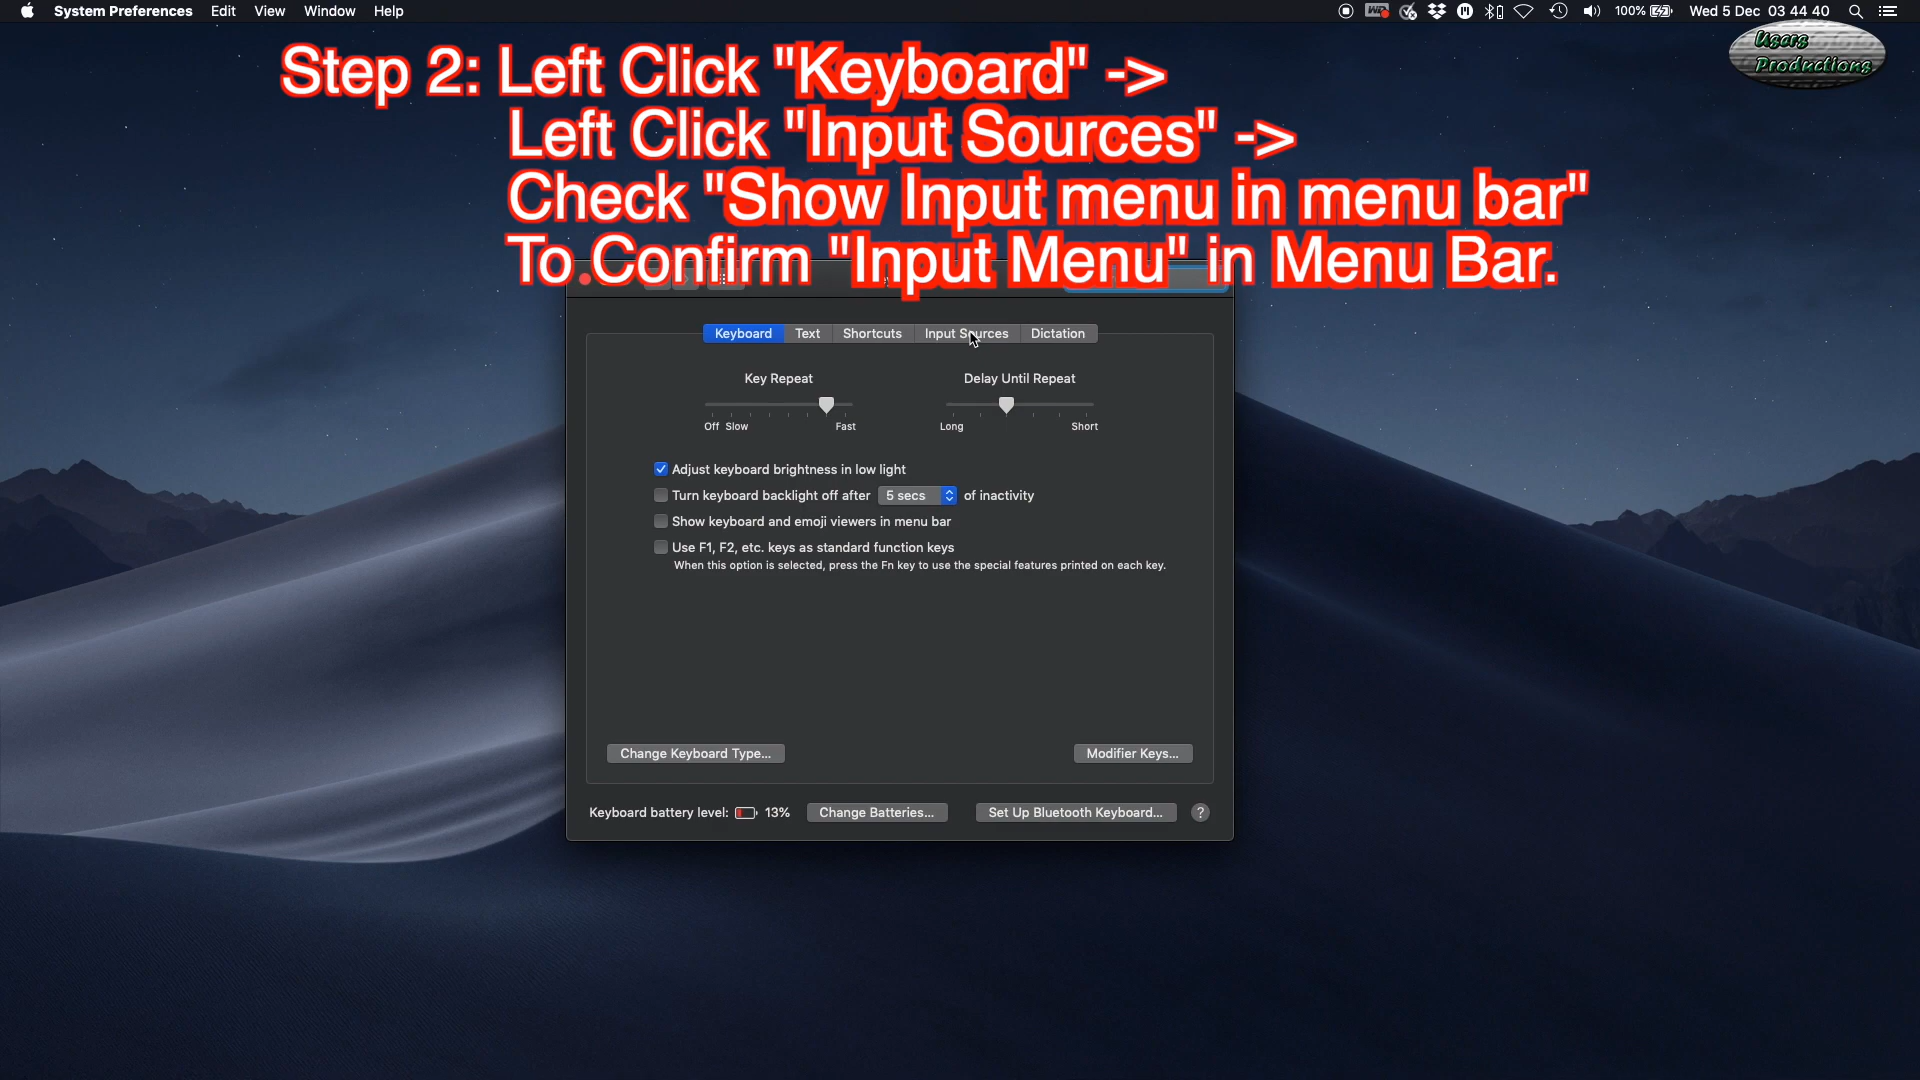 System Preferences Edit View Window Help 100% Wed 5 Dec 03 44 40
Users
Productions
Step 2: Left Click "Keyboard" ->
Left Click "Input Sources" ->
Check "Show Input menu in menu bar"
To Confirm "Input Menu" in Menu Bar.
Keyboard Text Shortcuts Input Sources Dictation
Key Repeat Delay Until Repeat
Off Slow Fast Long Short
Adjust keyboard brightness in low light
Turn keyboard backlight off after 5 secs of inactivity
Show keyboard and emoji viewers in menu bar
Use F1, F2, etc. keys as standard function keys
When this option is selected, press the Fn key to use the special features printed on each key.
Change Keyboard Type... Modifier Keys...
Keyboard battery level: 13% Change Batteries... Set Up Bluetooth Keyboard... ?